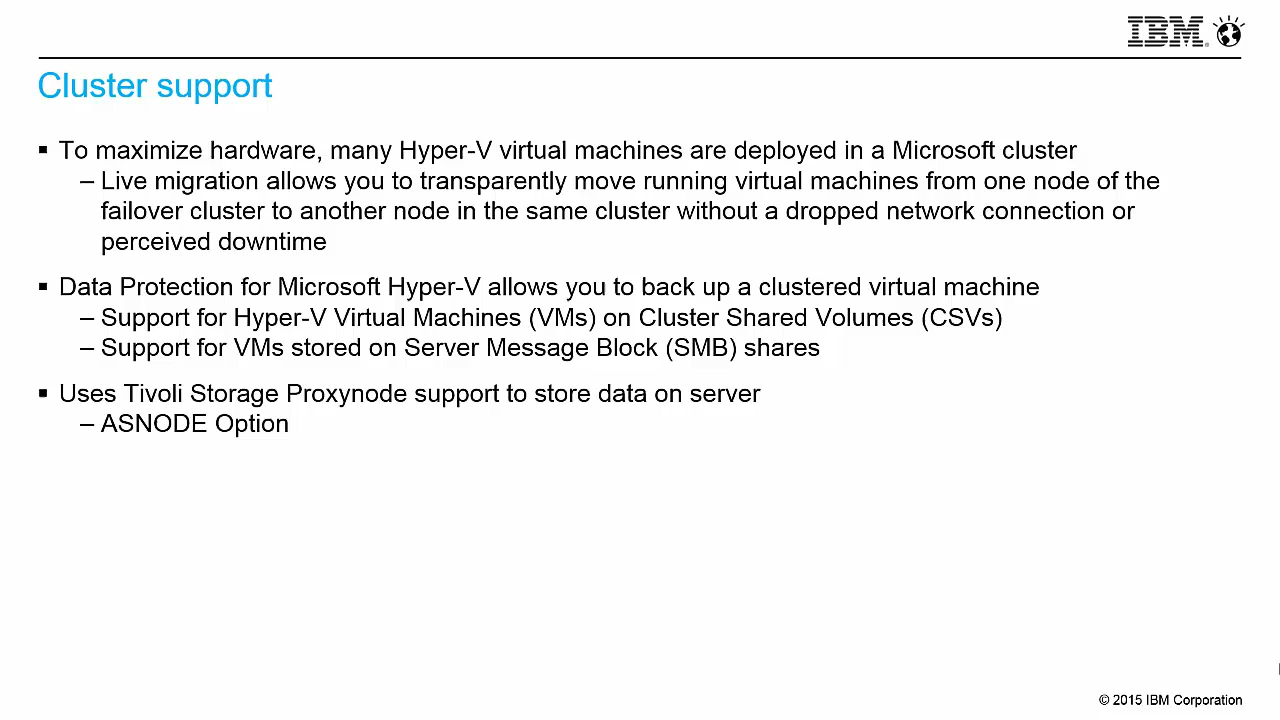 IBM
Cluster support
▪ To maximize hardware, many Hyper-V virtual machines are deployed in a Microsoft cluster
– Live migration allows you to transparently move running virtual machines from one node of the
failover cluster to another node in the same cluster without a dropped network connection or
perceived downtime
▪ Data Protection for Microsoft Hyper-V allows you to back up a clustered virtual machine
– Support for Hyper-V Virtual Machines (VMs) on Cluster Shared Volumes (CSVs)
– Support for VMs stored on Server Message Block (SMB) shares
▪ Uses Tivoli Storage Proxynode support to store data on server
– ASNODE Option
© 2015 IBM Corporation